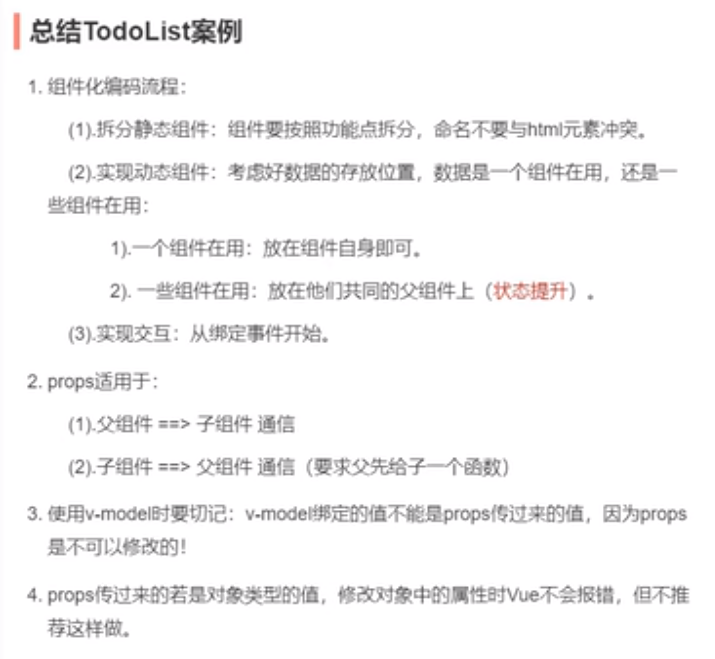 总结TodoList案例
1. 组件化编码流程：
(1).拆分静态组件：组件要按照功能点拆分，命名不要与html元素冲突。
(2).实现动态组件：考虑好数据的存放位置，数据是一个组件在用，还是一
些组件在用：
1).一个组件在用：放在组件自身即可。
2). 一些组件在用：放在他们共同的父组件上（状态提升）。
(3).实现交互：从绑定事件开始。
2. props适用于：
(1).父组件 ==> 子组件 通信
(2).子组件 ==> 父组件 通信（要求父先给子一个函数）
3. 使用v-model时要切记：v-model绑定的值不能是props传过来的值，因为props
是不可以修改的！
4. props传过来的若是对象类型的值，修改对象中的属性时Vue不会报错，但不推
荐这样做。